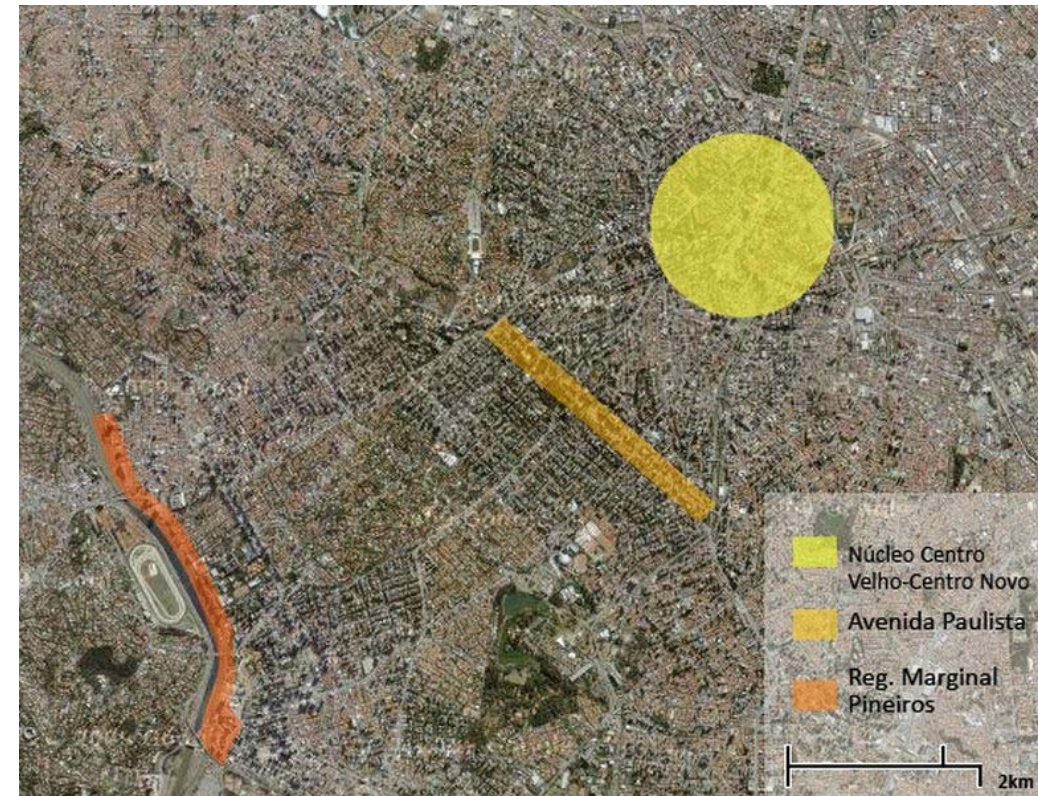 Núcleo Centro
Velho-Centro Novo
Avenida Paulista
Reg. Marginal
Pineiros
2km